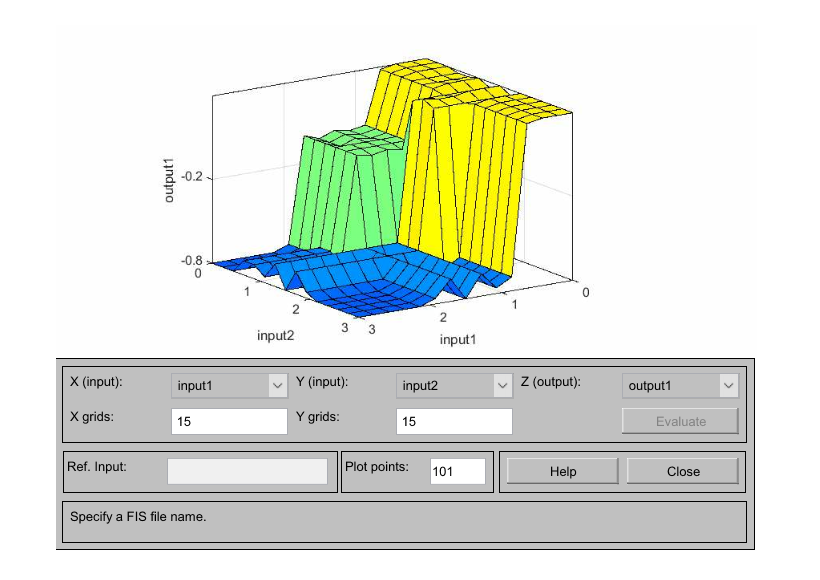 output1
-0.2
-0.8
0
1
2
3
input2
3
2
1
0
input1
X (input):
input1
Y (input):
input2
Z (output):
output1
X grids:
15
Y grids:
15
Evaluate
Ref. Input:
Plot points:
101
Help
Close
Specify a FIS file name.